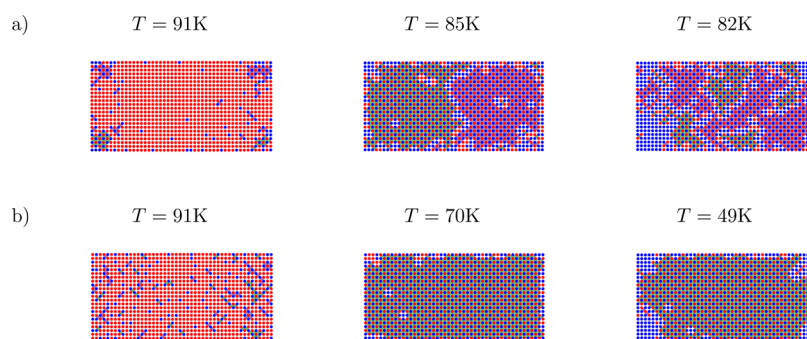 a) T = 91K T = 85K T = 82K
b) T = 91K T = 70K T = 49K